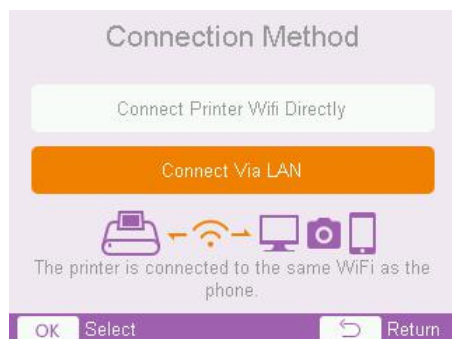 Connection Method
Connect Printer Wifi Directly
Connect Via LAN
The printer is connected to the same WiFi as the
phone.
OK Select Return